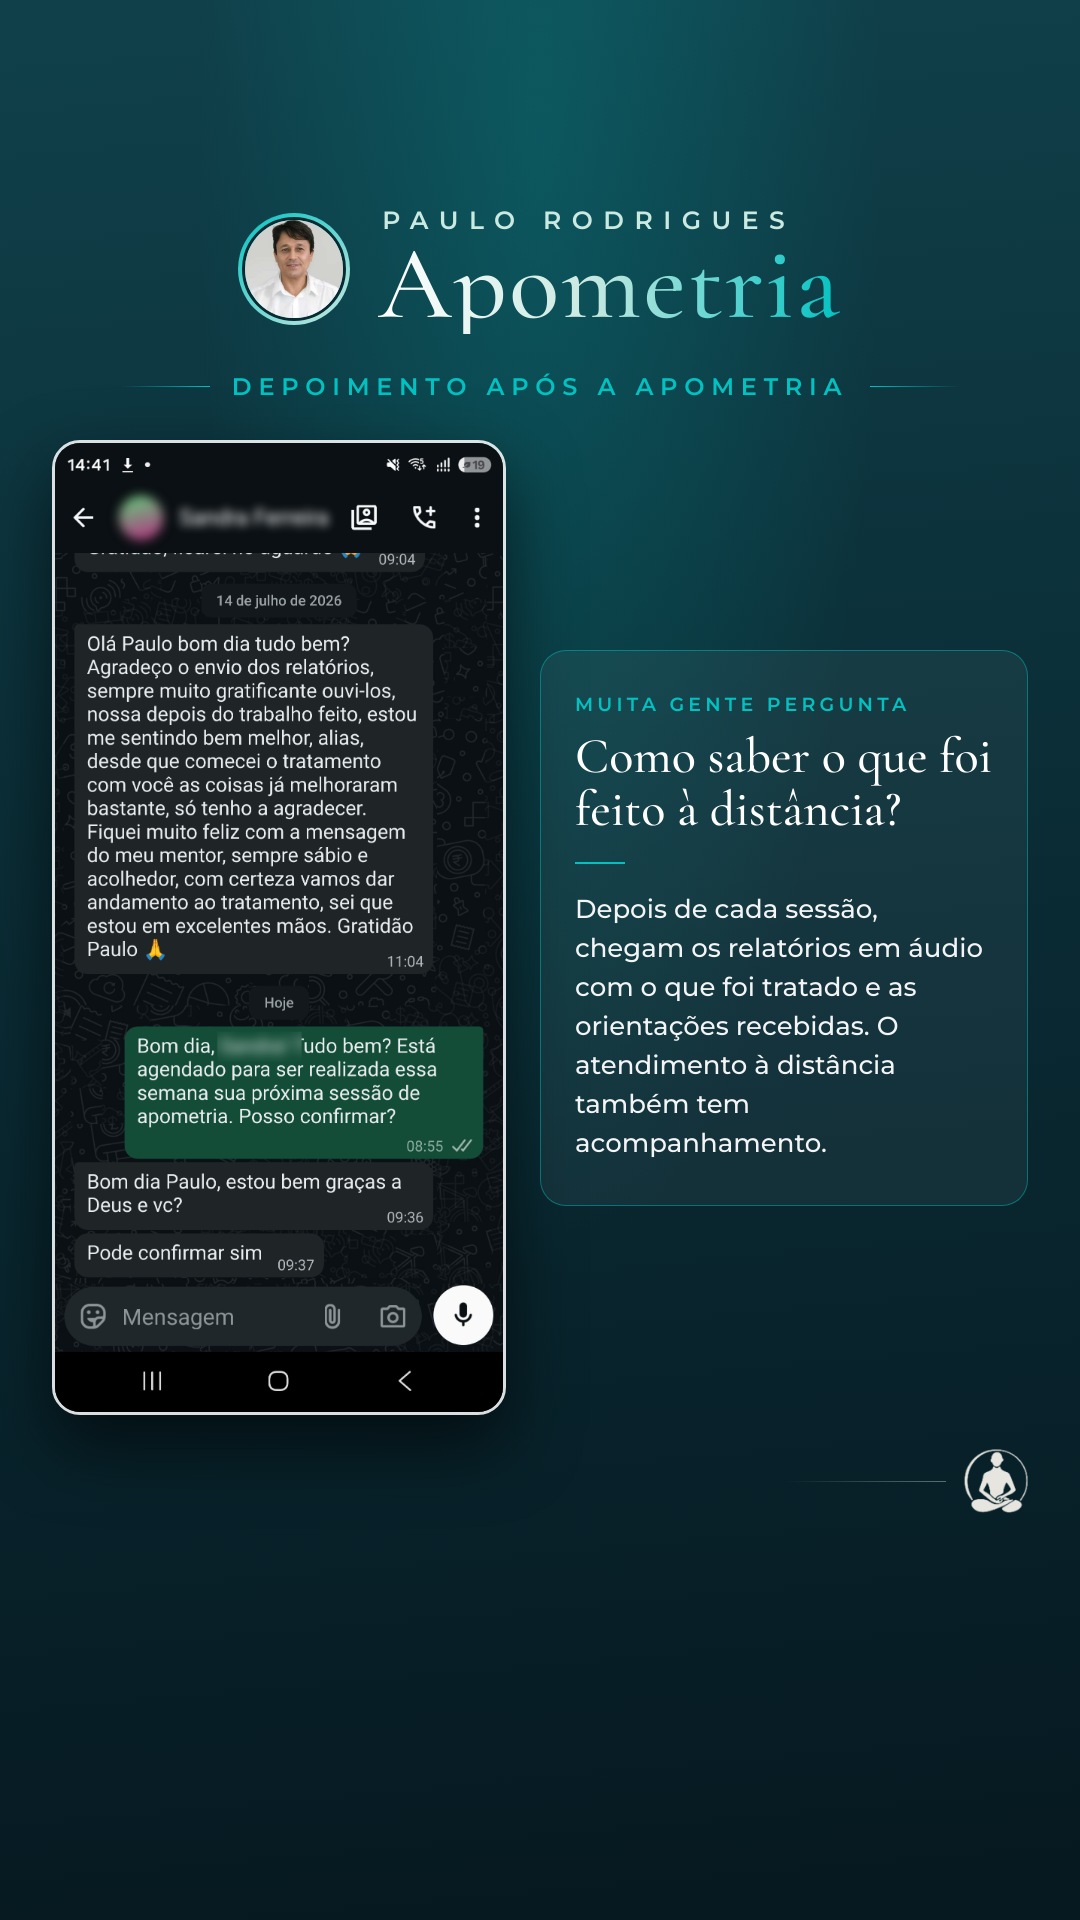 PAULO RODRIGUES
Apometria
DEPOIMENTO APÓS A APOMETRIA
14:41
19
09:04
14 de julho de 2026
Olá Paulo bom dia tudo bem?
Agradeço o envio dos relatórios,
sempre muito gratificante ouvi-los,
nossa depois do trabalho feito, estou
me sentindo bem melhor, alias,
desde que comecei o tratamento
com você as coisas já melhoraram
bastante, só tenho a agradecer.
Fiquei muito feliz com a mensagem
do meu mentor, sempre sábio e
acolhedor, com certeza vamos dar
andamento ao tratamento, sei que
estou em excelentes mãos. Gratidão
Paulo 🙏
11:04
Hoje
Bom dia, Tudo bem? Está
agendado para ser realizada essa
semana sua próxima sessão de
apometria. Posso confirmar?
08:55
Bom dia Paulo, estou bem graças a
Deus e vc?
09:36
Pode confirmar sim
09:37
Mensagem
MUITA GENTE PERGUNTA
Como saber o que foi
feito à distância?
Depois de cada sessão,
chegam os relatórios em áudio
com o que foi tratado e as
orientações recebidas. O
atendimento à distância
também tem
acompanhamento.